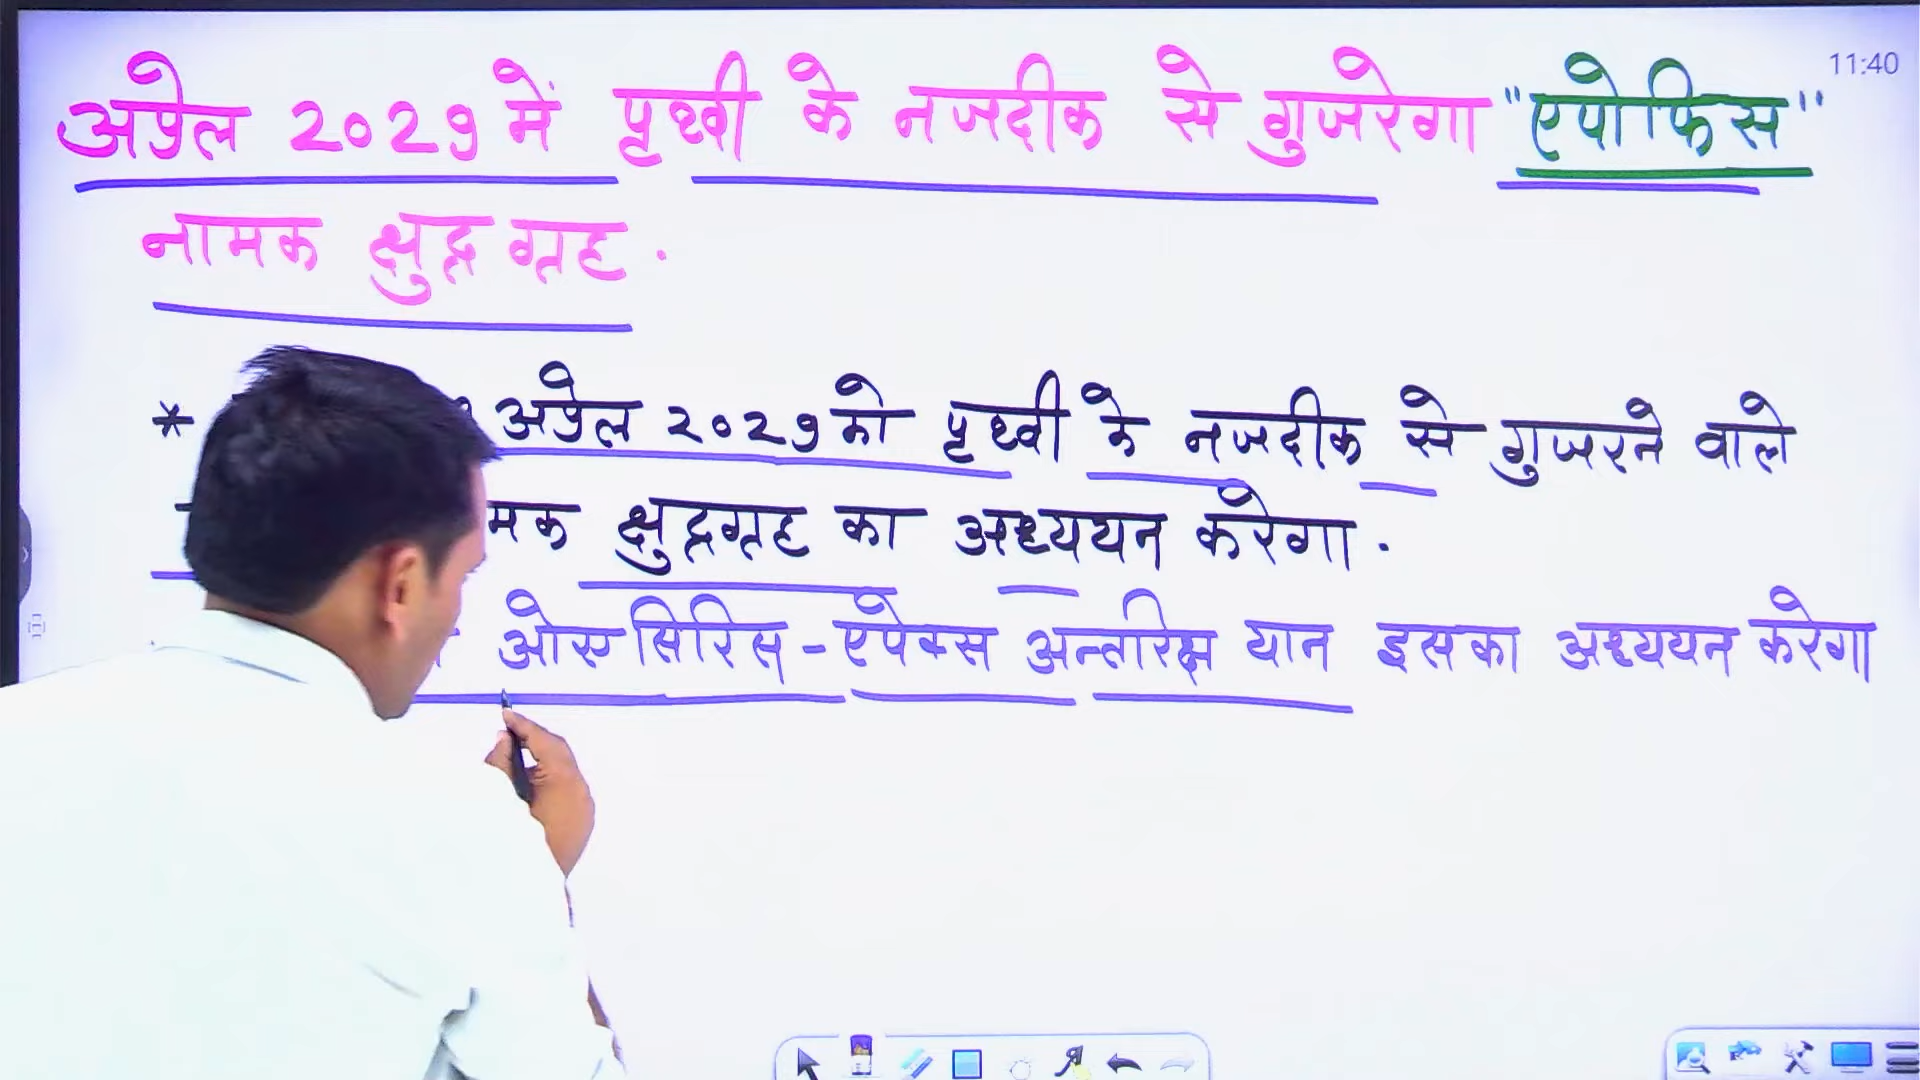 11:40
अप्रेल 2029 में पृथ्वी के नजदीक से गुजरेगा "एपोफिस"
नामक क्षुद्र ग्रह.
* अप्रेल 2029 को पृथ्वी के नजदीक से गुजरने वाले
मक क्षुद्रग्रह का अध्ययन करेगा.
ओस सिरिस-एपेक्स अन्तरिक्ष यान इसका अध्ययन करेगा